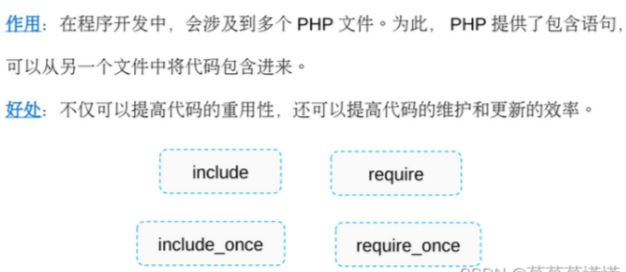 作用：在程序开发中，会涉及到多个 PHP 文件。为此， PHP 提供了包含语句，
可以从另一个文件中将代码包含进来。
好处：不仅可以提高代码的重用性，还可以提高代码的维护和更新的效率。
include require
include_once require_once